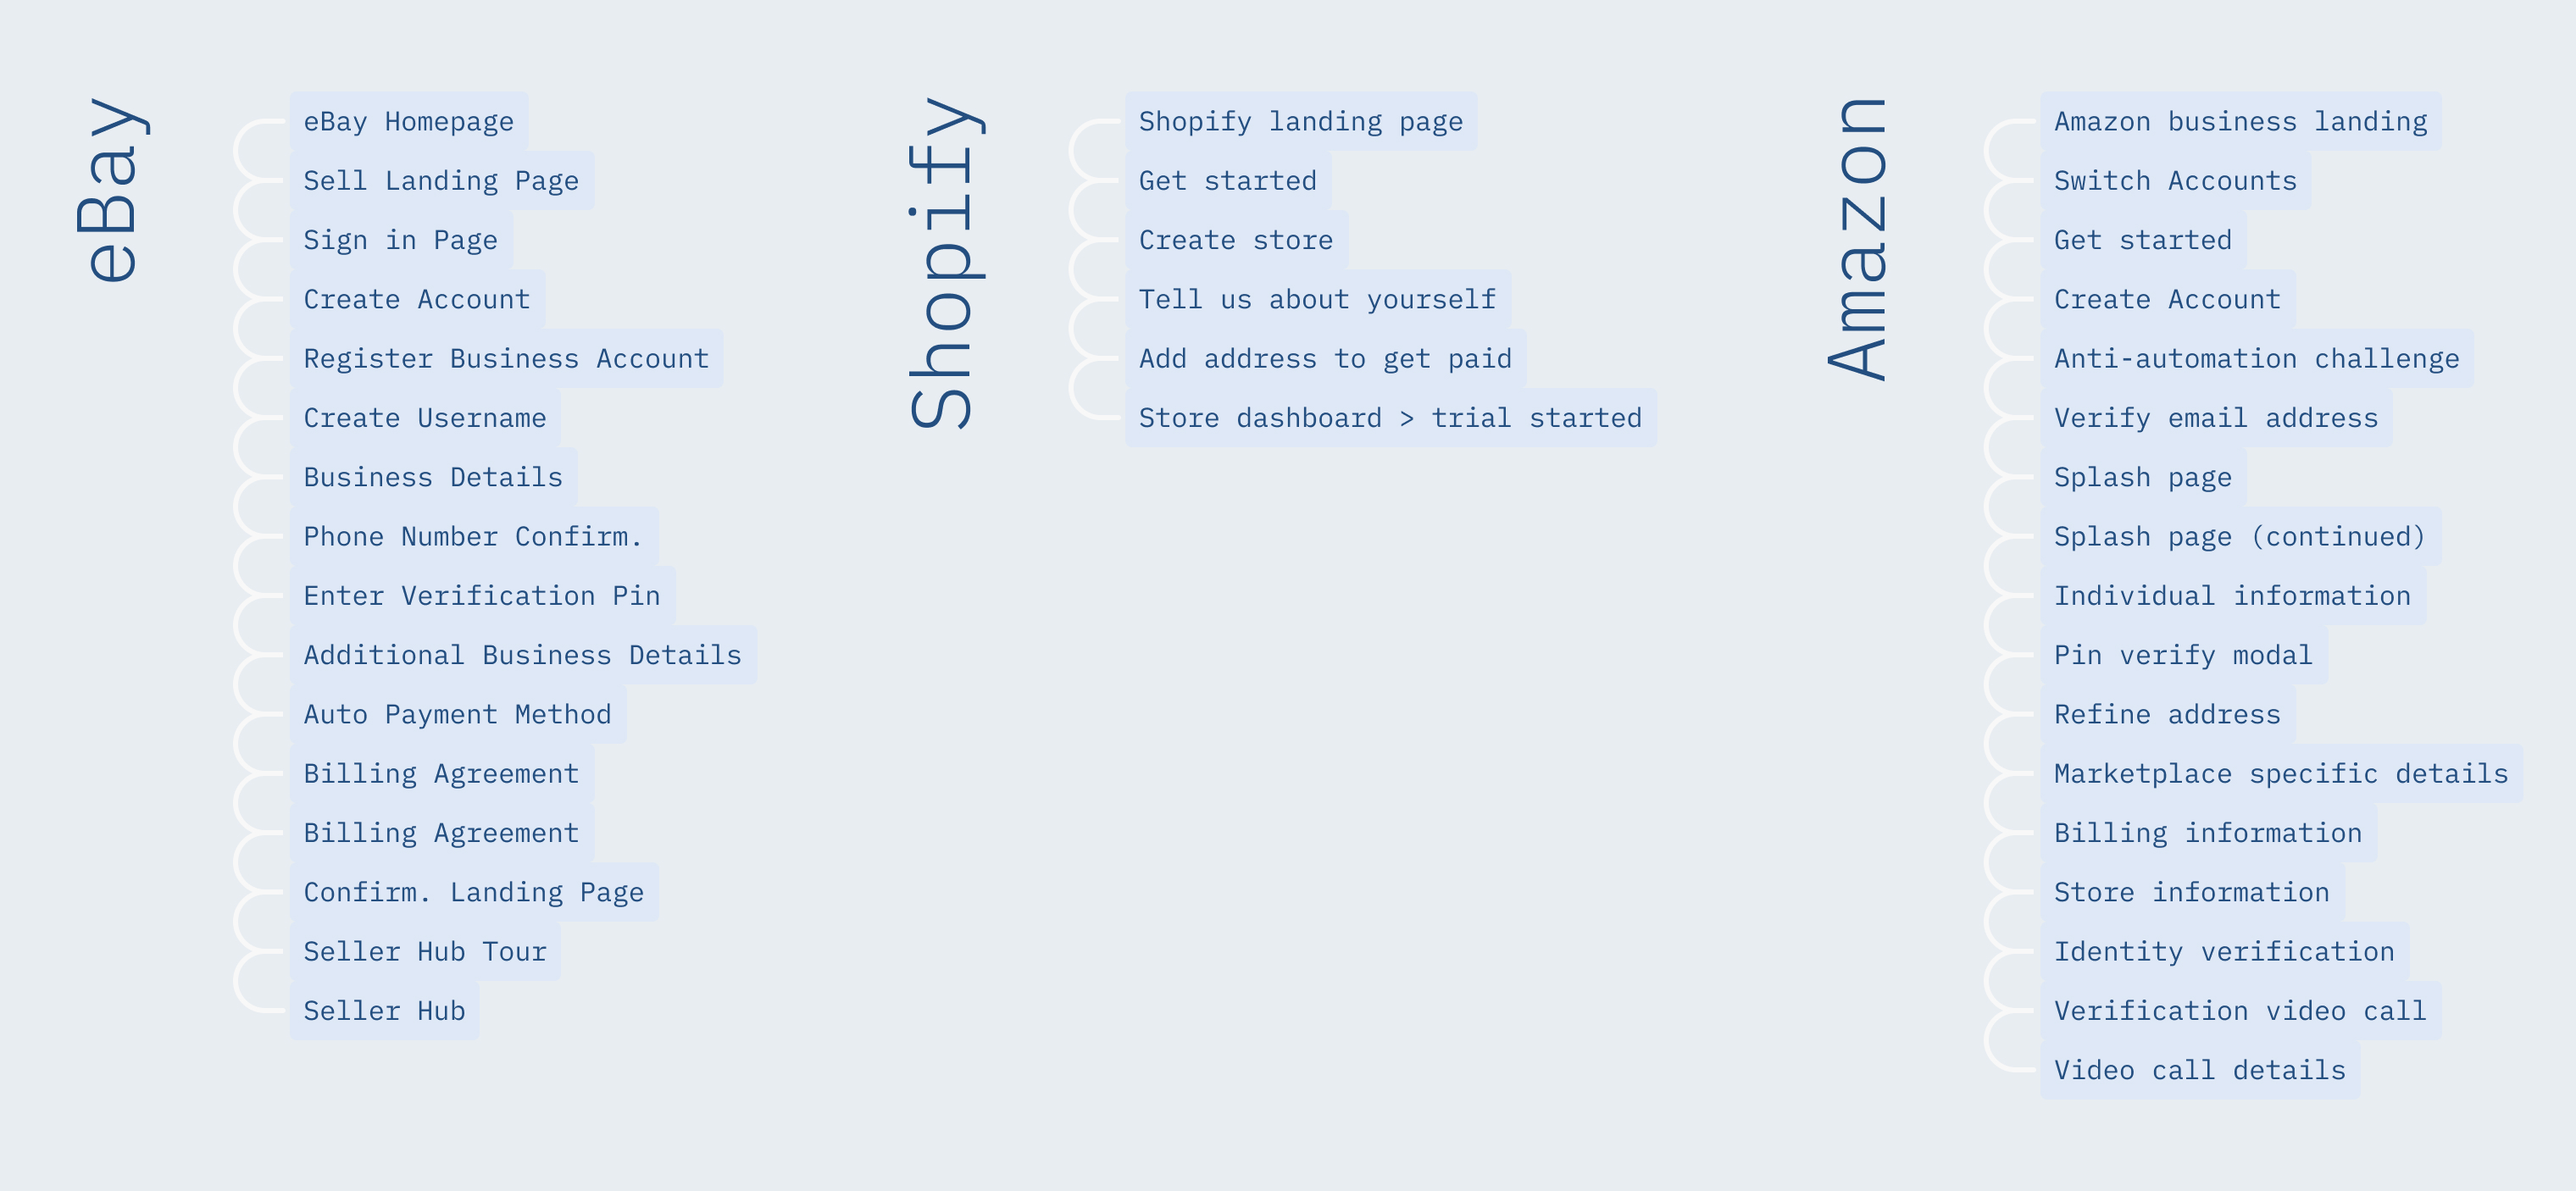 eBay
eBay Homepage
Sell Landing Page
Sign in Page
Create Account
Register Business Account
Create Username
Business Details
Phone Number Confirm.
Enter Verification Pin
Additional Business Details
Auto Payment Method
Billing Agreement
Billing Agreement
Confirm. Landing Page
Seller Hub Tour
Seller Hub
Shopify
Shopify landing page
Get started
Create store
Tell us about yourself
Add address to get paid
Store dashboard > trial started
Amazon
Amazon business landing
Switch Accounts
Get started
Create Account
Anti-automation challenge
Verify email address
Splash page
Splash page (continued)
Individual information
Pin verify modal
Refine address
Marketplace specific details
Billing information
Store information
Identity verification
Verification video call
Video call details